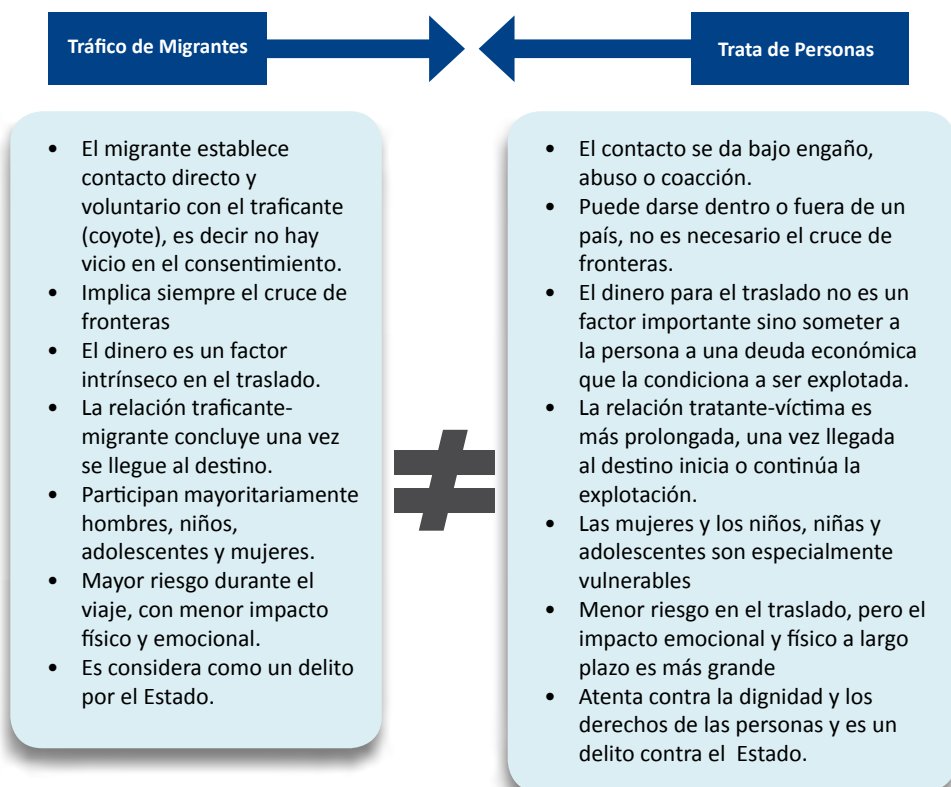 Tráfico de Migrantes
Trata de Personas
• El migrante establece
contacto directo y
voluntario con el traficante
(coyote), es decir no hay
vicio en el consentimiento.
• Implica siempre el cruce de
fronteras
• El dinero es un factor
intrínseco en el traslado.
• La relación traficante-
migrante concluye una vez
se llegue al destino.
• Participan mayoritariamente
hombres, niños,
adolescentes y mujeres.
• Mayor riesgo durante el
viaje, con menor impacto
físico y emocional.
• Es considera como un delito
por el Estado.
≠
• El contacto se da bajo engaño,
abuso o coacción.
• Puede darse dentro o fuera de un
país, no es necesario el cruce de
fronteras.
• El dinero para el traslado no es un
factor importante sino someter a
la persona a una deuda económica
que la condiciona a ser explotada.
• La relación tratante-víctima es
más prolongada, una vez llegada
al destino inicia o continúa la
explotación.
• Las mujeres y los niños, niñas y
adolescentes son especialmente
vulnerables
• Menor riesgo en el traslado, pero el
impacto emocional y físico a largo
plazo es más grande
• Atenta contra la dignidad y los
derechos de las personas y es un
delito contra el Estado.